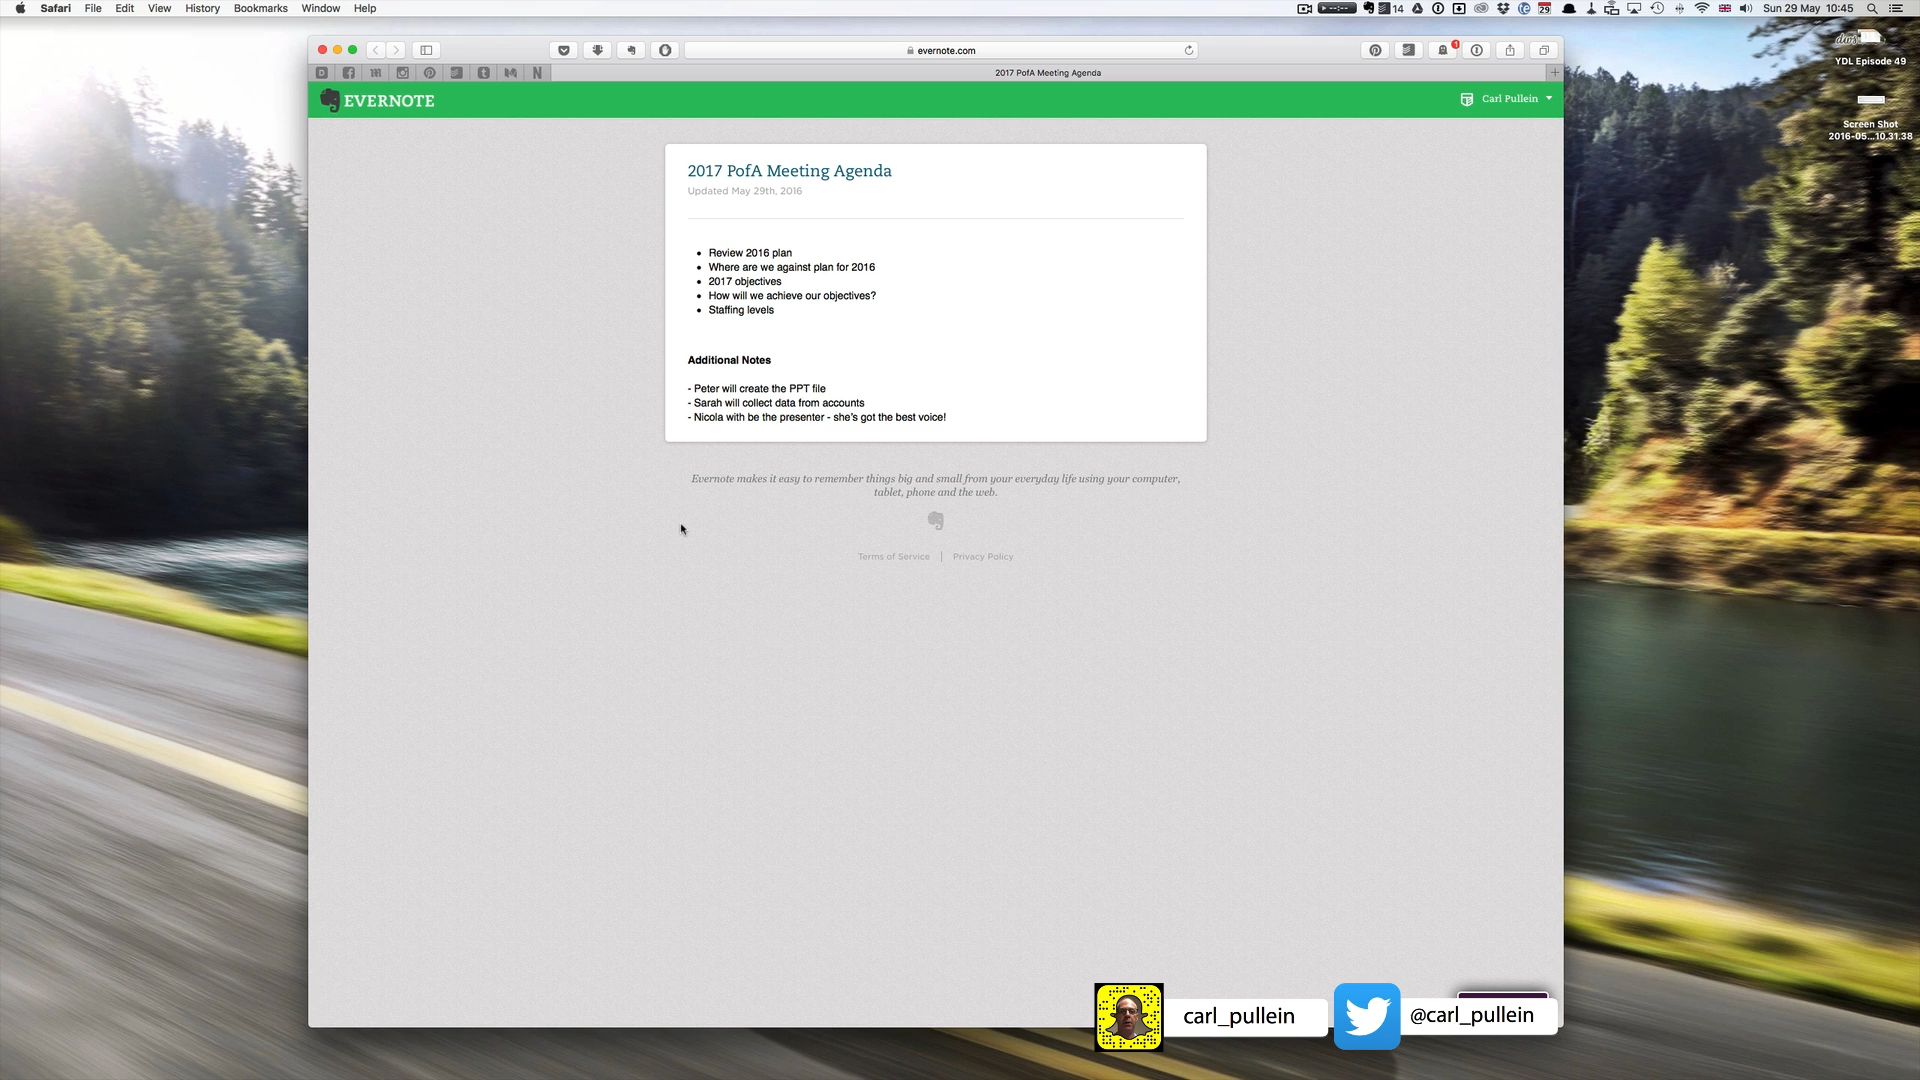 Safari File Edit View History Bookmarks Window Help
14
29
Sun 29 May 10:45
evernote.com
1
2017 PofA Meeting Agenda
EVERNOTE
Carl Pullein
2017 PofA Meeting Agenda
Updated May 29th, 2016
• Review 2016 plan
• Where are we against plan for 2016
• 2017 objectives
• How will we achieve our objectives?
• Staffing levels
Additional Notes
- Peter will create the PPT file
- Sarah will collect data from accounts
- Nicola with be the presenter - she's got the best voice!
Evernote makes it easy to remember things big and small from your everyday life using your computer,
tablet, phone and the web.
Terms of Service | Privacy Policy
YDL Episode 49
Screen Shot
2016-05...10.31.38
carl_pullein
@carl_pullein